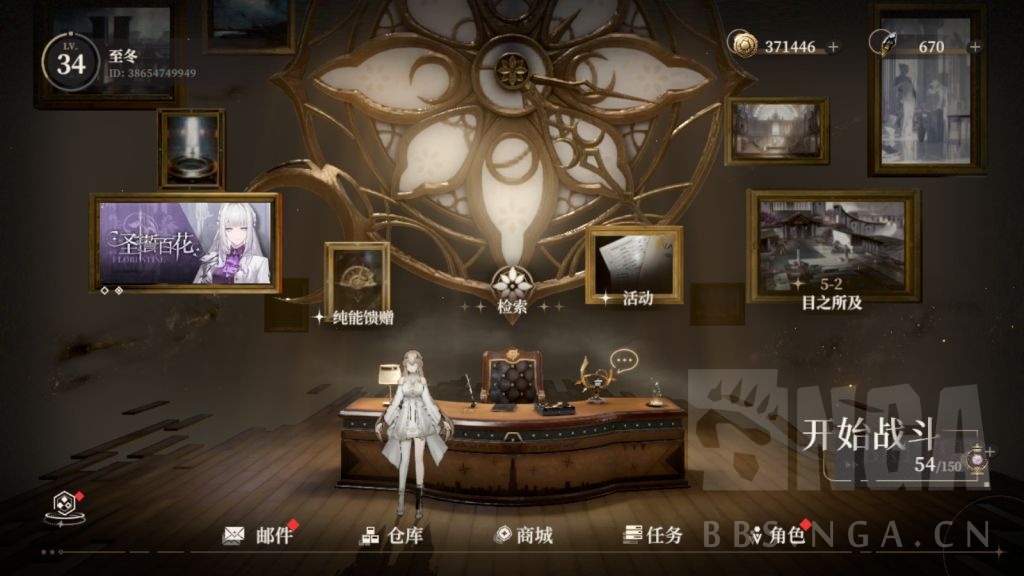 LV.
34
至冬
ID: 38654749949
371446
670
圣堇百花
FLORENTINE
纯能馈赠
检索
活动
5-2
目之所及
开始战斗
54/150
NGA
邮件
仓库
商城
任务
角色
BBS.NGA.CN